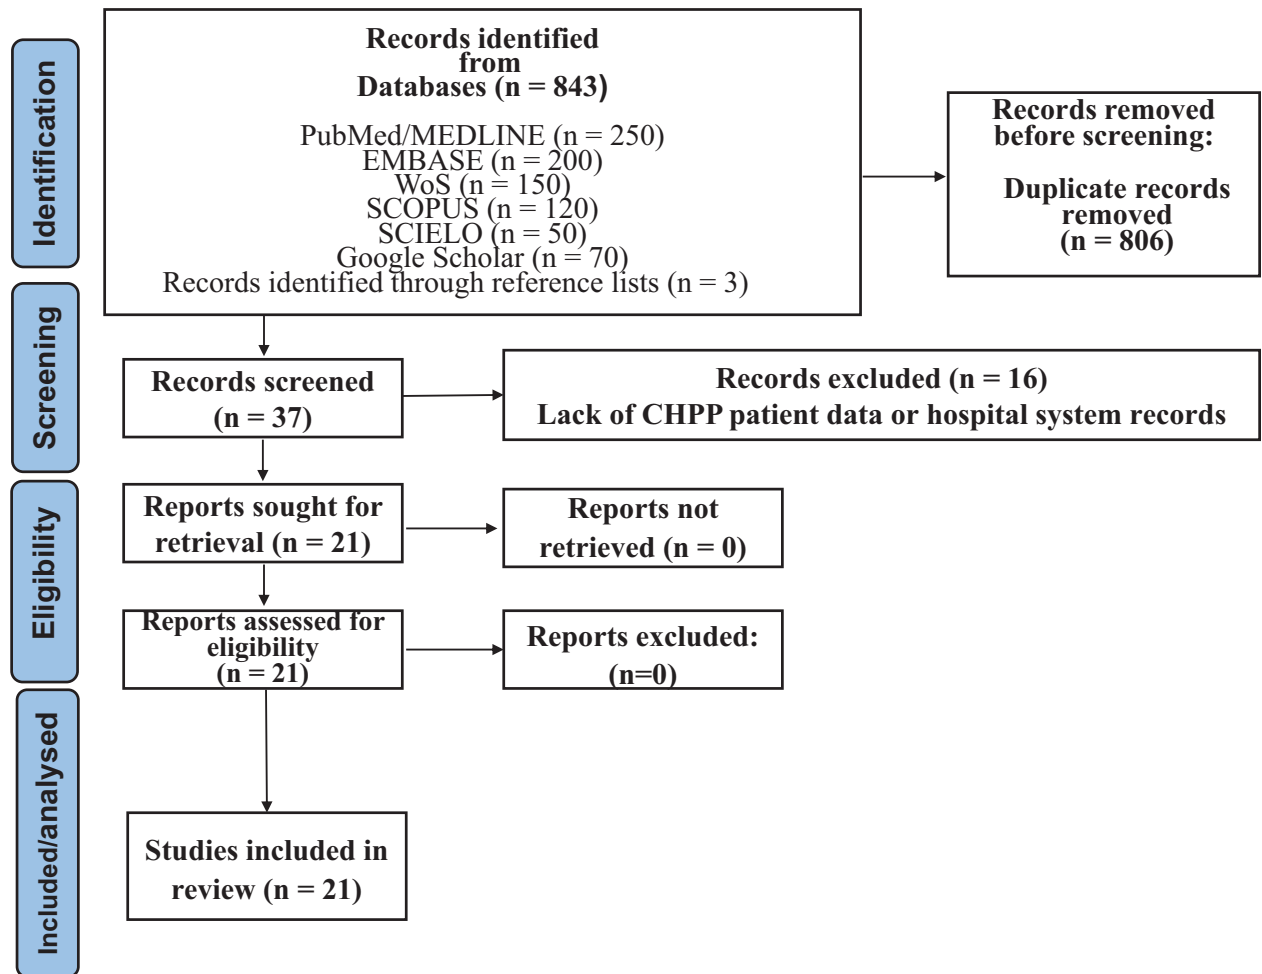 Identification
Records identified
from
Databases (n = 843)
PubMed/MEDLINE (n = 250)
EMBASE (n = 200)
WoS (n = 150)
SCOPUS (n = 120)
SCIELO (n = 50)
Google Scholar (n = 70)
Records identified through reference lists (n = 3)
Records removed
before screening:
Duplicate records
removed
(n = 806)
Screening
Records screened
(n = 37)
Records excluded (n = 16)
Lack of CHPP patient data or hospital system records
Eligibility
Reports sought for
retrieval (n = 21)
Reports not
retrieved (n = 0)
Reports assessed for
eligibility
(n = 21)
Reports excluded:
(n=0)
Included/analysed
Studies included in
review (n = 21)